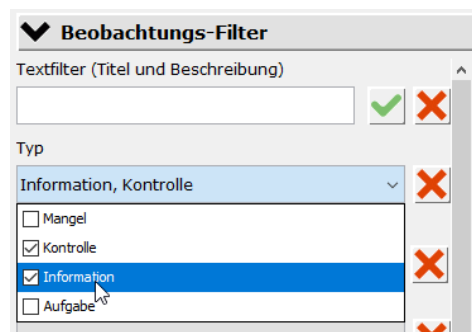 Beobachtungs-Filter
Textfilter (Titel und Beschreibung)
Typ
Information, Kontrolle
Mangel
Kontrolle
Information
Aufgabe